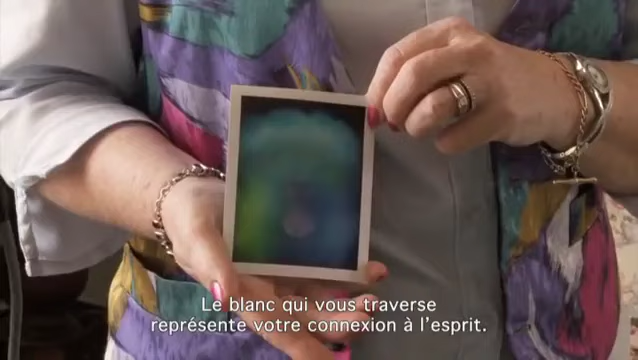 Le blanc qui vous traverse
représente votre connexion à l'esprit.